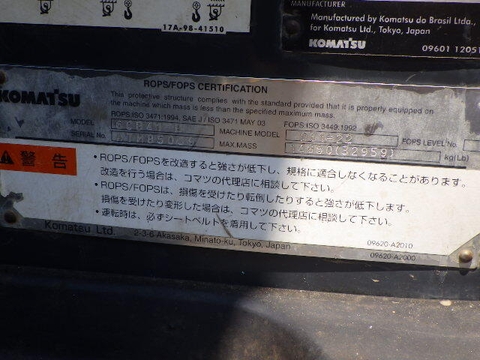 17A-98-41510
MANUFACTURER
Manufactured by Komatsu do Brasil Ltda.,
for Komatsu Ltd., Tokyo, Japan
KOMATSU
09601 1205
ROPS/FOPS CERTIFICATION
KOMATSU
This protective structure complies with the standard provided that it is properly equipped on
the machine which mass is less than the specified maximum mass.
ROPS:ISO 3471:1994, SAE J/ISO 3471 MAY 03 FOPS:ISO 3449:1992
MODEL MACHINE MODEL FOPS LEVEL No.
SERIAL No. MAX MASS kg(Lb)
警告
・ROPS/FOPSを改造すると強さが低下し、規格に適合しなくなることがあります。
改造を行う場合は、コマツの代理店に相談して下さい。
・ROPS/FOPSは、損傷を受けたり転倒したりすると強さが低下します。
損傷を受けたり変形した場合は、コマツの代理店に相談して下さい。
・運転時は、必ずシートベルトを着用して下さい。
Komatsu Ltd. 2-3-6 Akasaka, Minato-ku, Tokyo, Japan
09620-A2010
09620-A2000